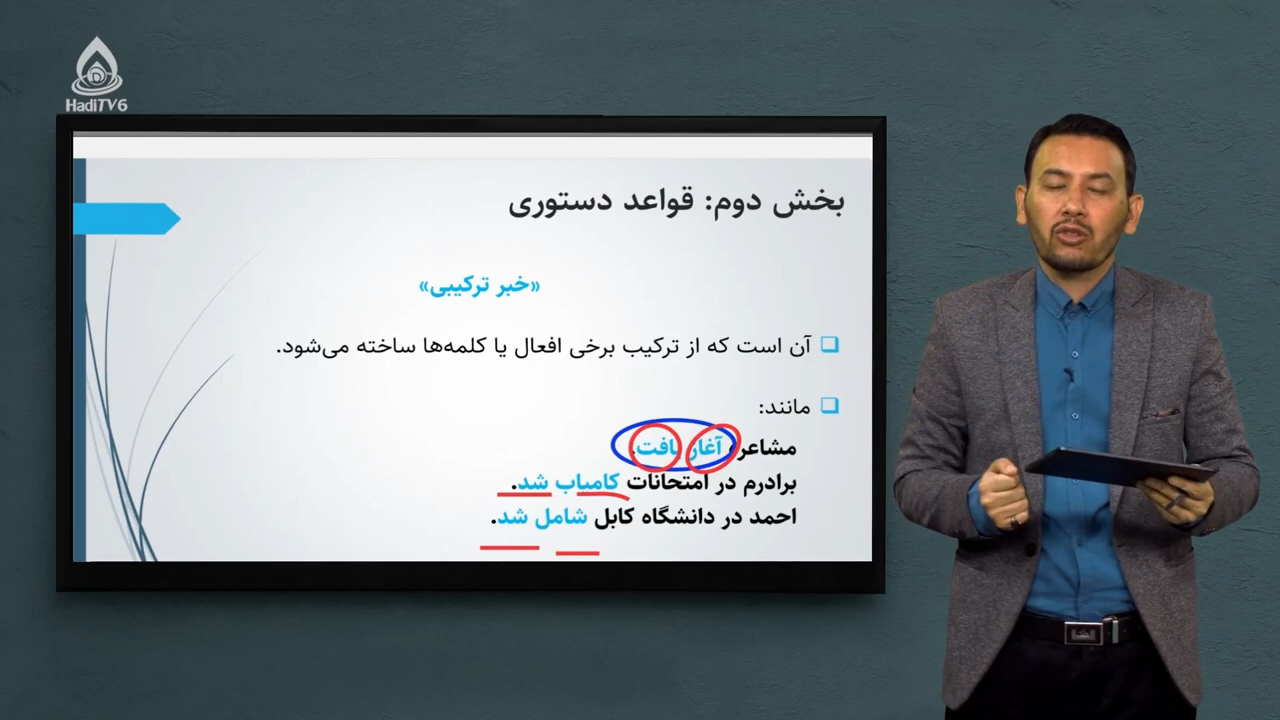 HadiTV6
بخش دوم: قواعد دستوری
«خبر ترکیبی»
آن است که از ترکیب برخی افعال یا کلمه‌ها ساخته می‌شود.
مانند:
مشاعره آغاز یافت.
برادرم در امتحانات کامیاب شد.
احمد در دانشگاه کابل شامل شد.